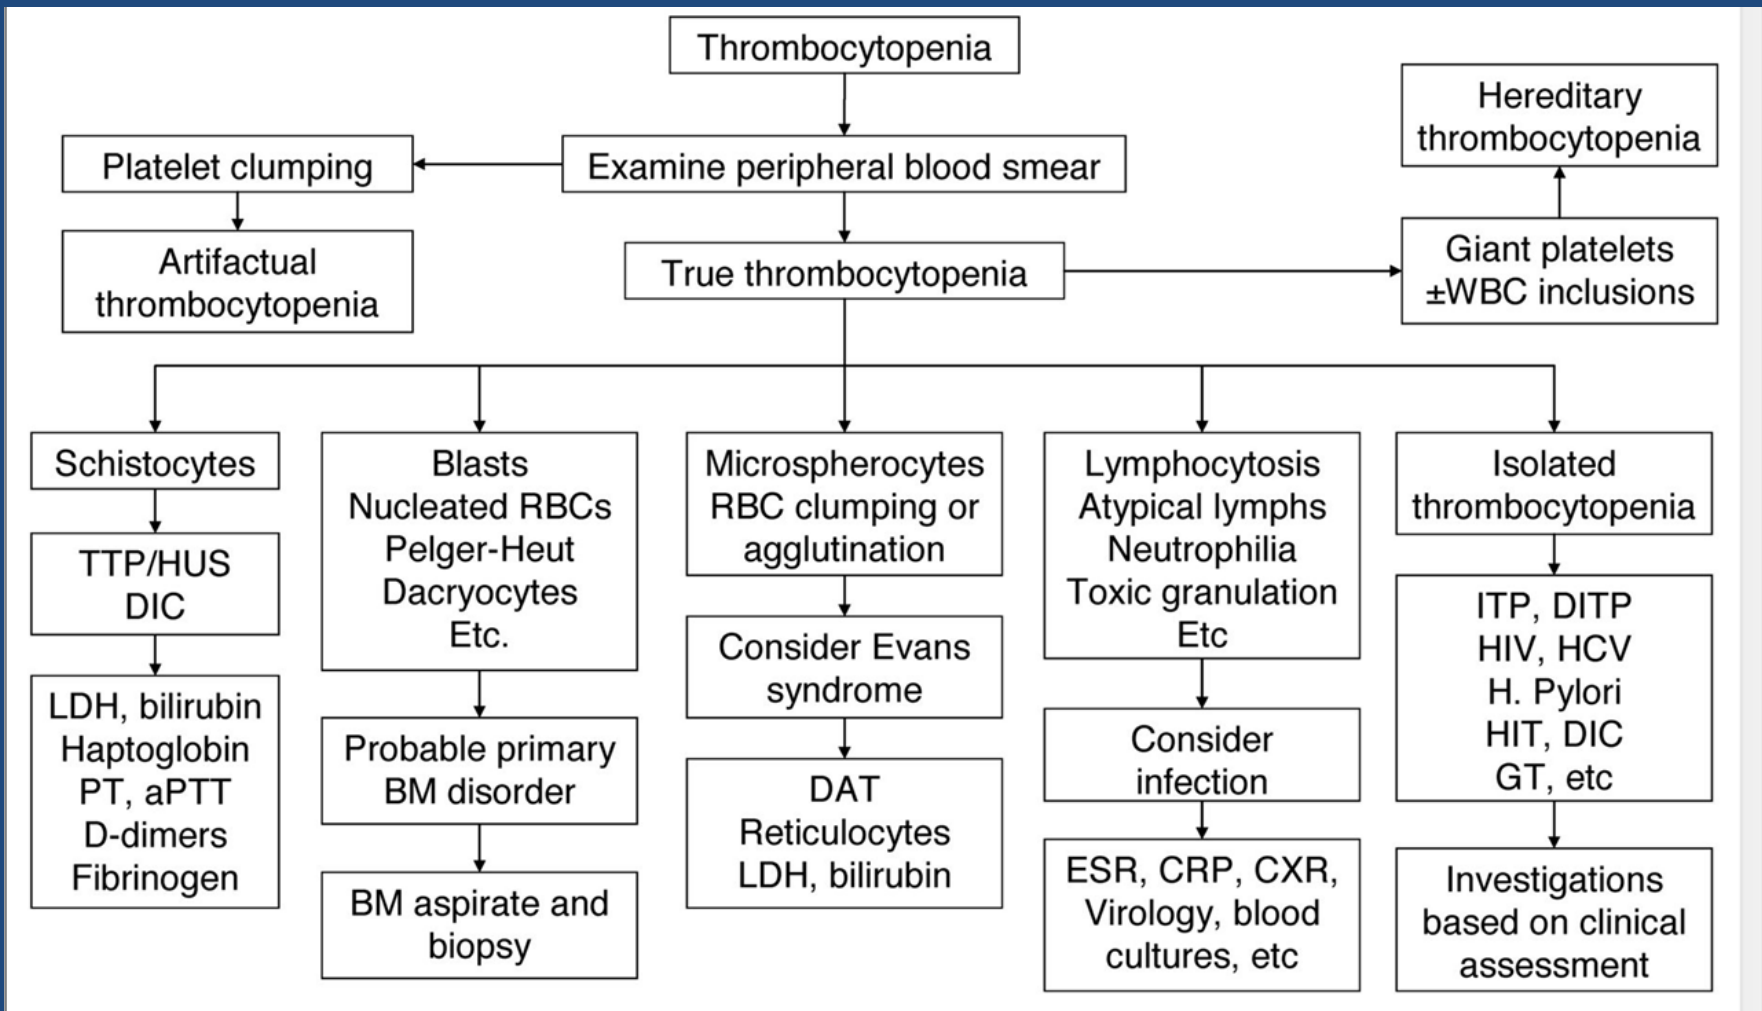 Thrombocytopenia
Hereditary
thrombocytopenia
Platelet clumping
Examine peripheral blood smear
Artifactual
thrombocytopenia
True thrombocytopenia
Giant platelets
±WBC inclusions
Schistocytes
TTP/HUS
DIC
LDH, bilirubin
Haptoglobin
PT, aPTT
D-dimers
Fibrinogen
Blasts
Nucleated RBCs
Pelger-Heut
Dacryocytes
Etc.
Probable primary
BM disorder
BM aspirate and
biopsy
Microspherocytes
RBC clumping or
agglutination
Consider Evans
syndrome
DAT
Reticulocytes
LDH, bilirubin
Lymphocytosis
Atypical lymphs
Neutrophilia
Toxic granulation
Etc
Consider
infection
ESR, CRP, CXR,
Virology, blood
cultures, etc
Isolated
thrombocytopenia
ITP, DITP
HIV, HCV
H. Pylori
HIT, DIC
GT, etc
Investigations
based on clinical
assessment